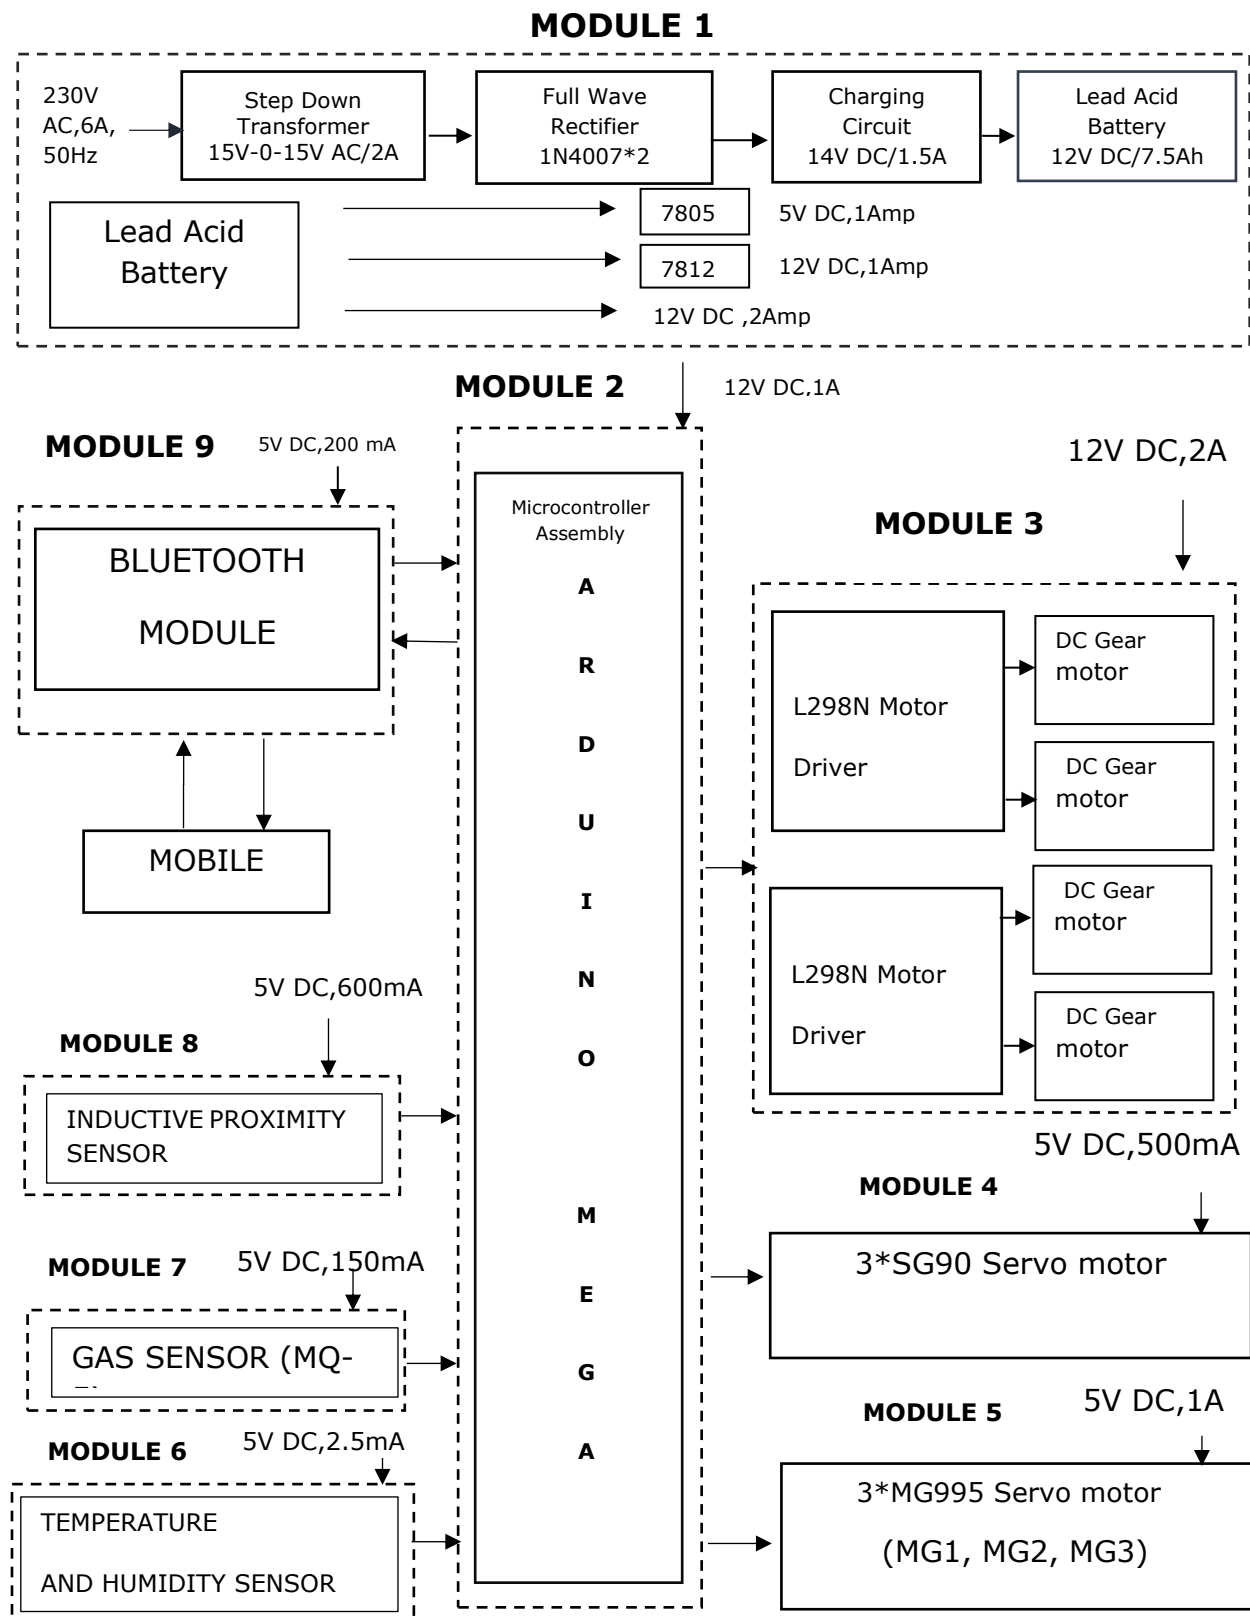 MODULE 1
230V
AC,6A,
50Hz
Step Down
Transformer
15V-0-15V AC/2A
Full Wave
Rectifier
1N4007*2
Charging
Circuit
14V DC/1.5A
Lead Acid
Battery
12V DC/7.5Ah
Lead Acid
Battery
7805
5V DC,1Amp
7812
12V DC,1Amp
12V DC ,2Amp
MODULE 2
12V DC,1A
MODULE 9
5V DC,200 mA
BLUETOOTH
MODULE
MOBILE
Microcontroller
Assembly
A
R
D
U
I
N
O
M
E
G
A
12V DC,2A
MODULE 3
L298N Motor
Driver
DC Gear
motor
DC Gear
motor
L298N Motor
Driver
DC Gear
motor
DC Gear
motor
5V DC,600mA
MODULE 8
INDUCTIVE PROXIMITY
SENSOR
5V DC,500mA
MODULE 4
3*SG90 Servo motor
MODULE 7
5V DC,150mA
GAS SENSOR (MQ-
MODULE 5
5V DC,1A
3*MG995 Servo motor
(MG1, MG2, MG3)
MODULE 6
5V DC,2.5mA
TEMPERATURE
AND HUMIDITY SENSOR